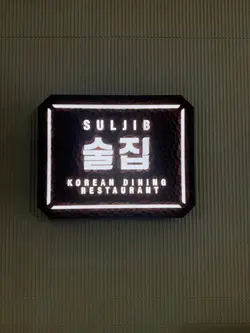 SULJIB
술집
KOREAN DINING
RESTAURANT